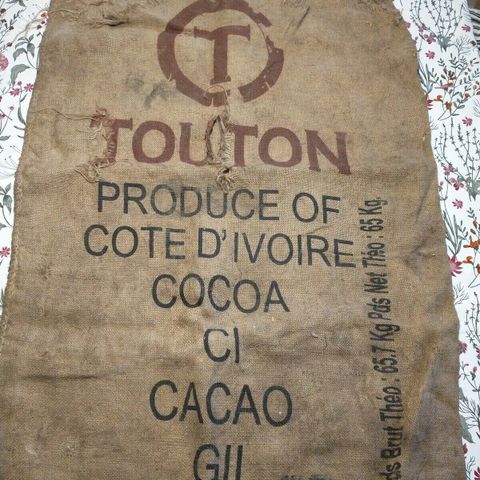 T
TOUTON
PRODUCE OF
COTE D'IVOIRE
COCOA
CI
CACAO
Brut Théo : 65.7 Kg Pds Net Théo : 65 Kg